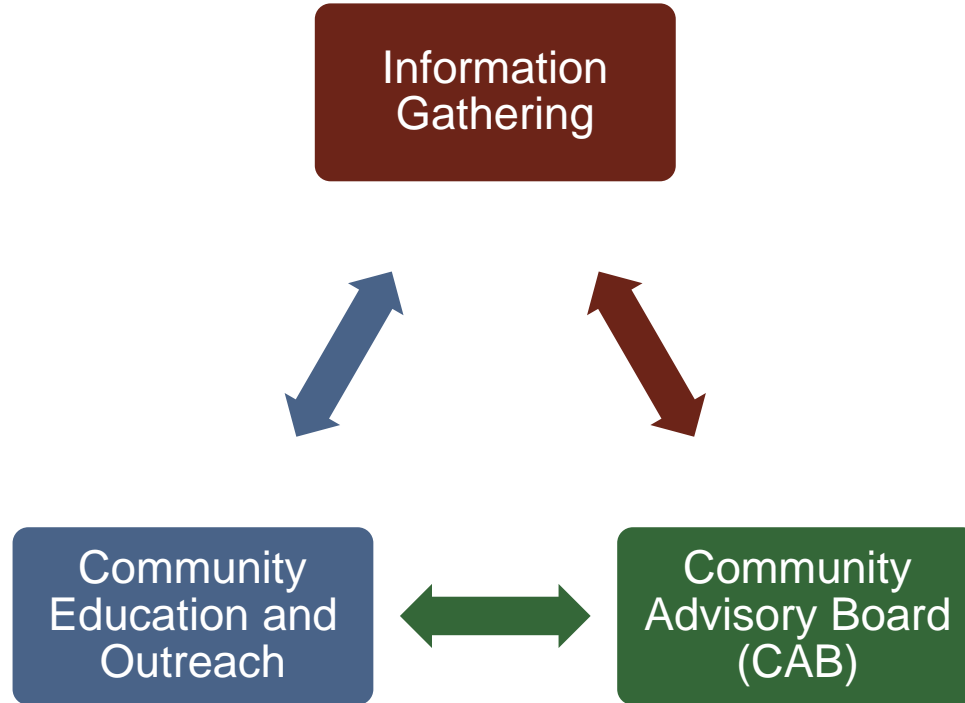 Information
Gathering
Community
Education and
Outreach
Community
Advisory Board
(CAB)